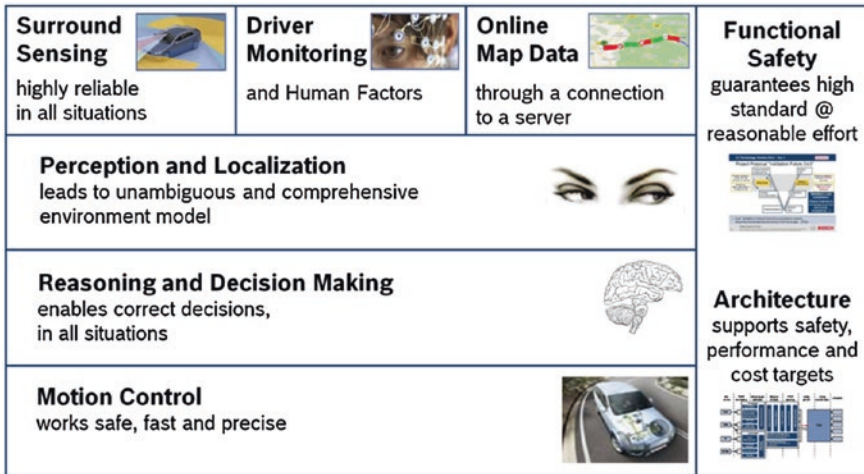 Surround
Sensing
highly reliable
in all situations
Driver
Monitoring
and Human Factors
Online
Map Data
through a connection
to a server
Functional
Safety
guarantees high
standard @
reasonable effort
Perception and Localization
leads to unambiguous and comprehensive
environment model
Reasoning and Decision Making
enables correct decisions,
in all situations
Motion Control
works safe, fast and precise
Architecture
supports safety,
performance and
cost targets